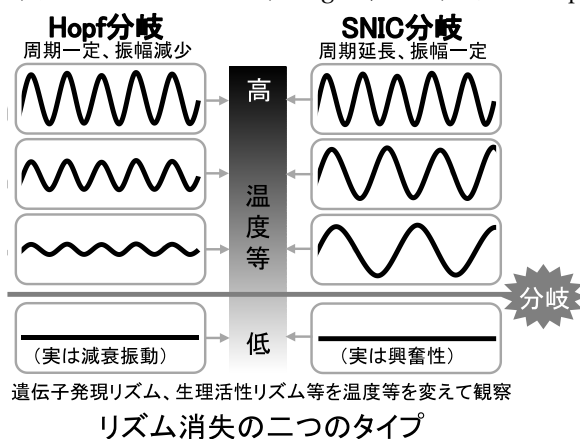 Hopf分岐
周期一定、振幅減少
SNIC分岐
周期延長、振幅一定
高
温度等
低
分岐
(実は減衰振動)
(実は興奮性)
遺伝子発現リズム、生理活性リズム等を温度等を変えて観察
リズム消失の二つのタイプ